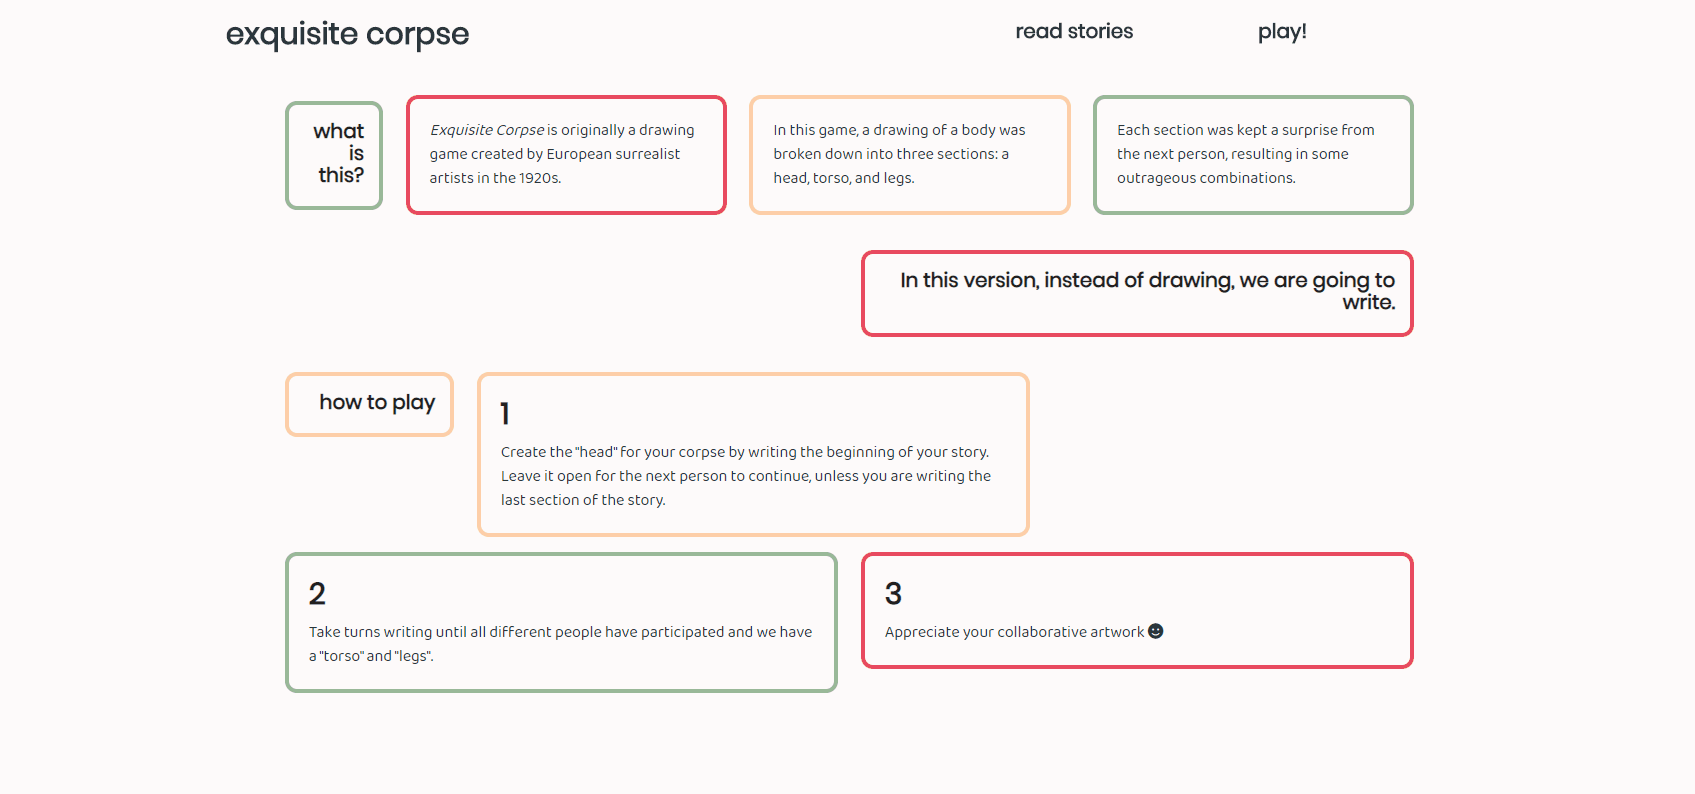 exquisite corpse
read stories
play!
what
is
this?
Exquisite Corpse is originally a drawing
game created by European surrealist
artists in the 1920s.
In this game, a drawing of a body was
broken down into three sections: a
head, torso, and legs.
Each section was kept a surprise from
the next person, resulting in some
outrageous combinations.
In this version, instead of drawing, we are going to
write.
how to play
1
Create the "head" for your corpse by writing the beginning of your story.
Leave it open for the next person to continue, unless you are writing the
last section of the story.
2
Take turns writing until all different people have participated and we have
a "torso" and "legs".
3
Appreciate your collaborative artwork